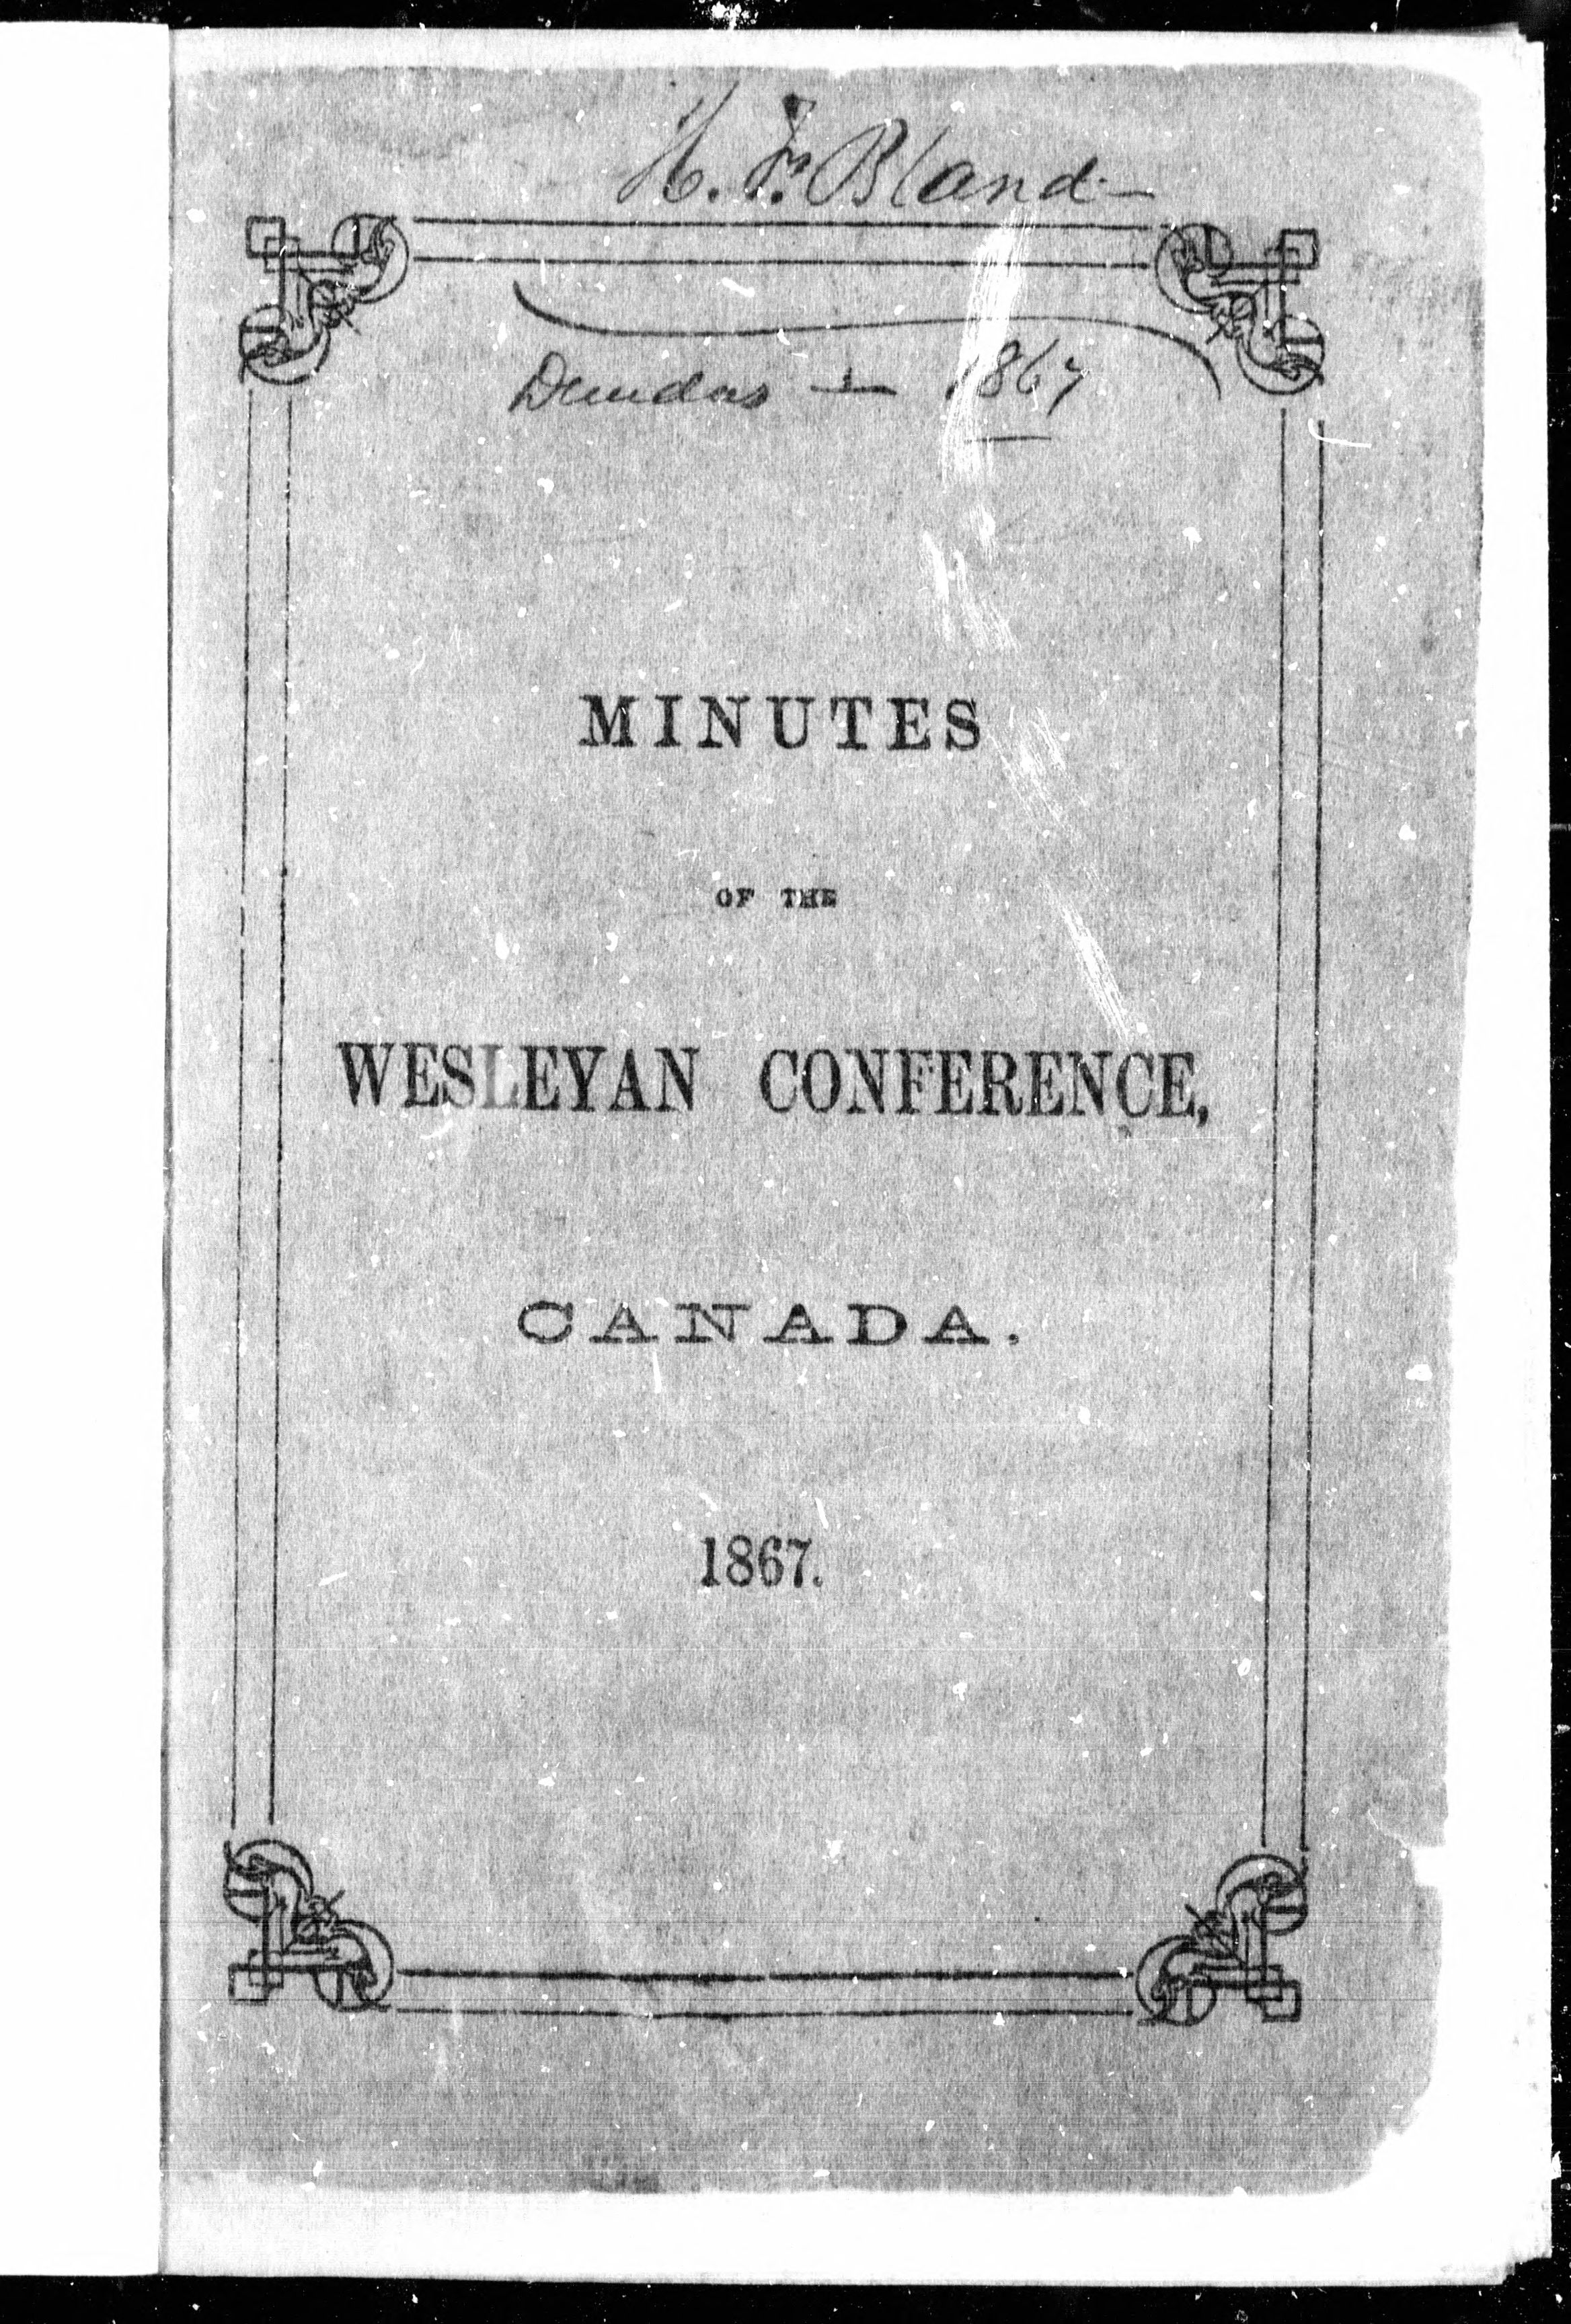 H. F. Bland
Dundas — 1867
MINUTES
OF THE
WESLEYAN CONFERENCE,
CANADA.
1867.